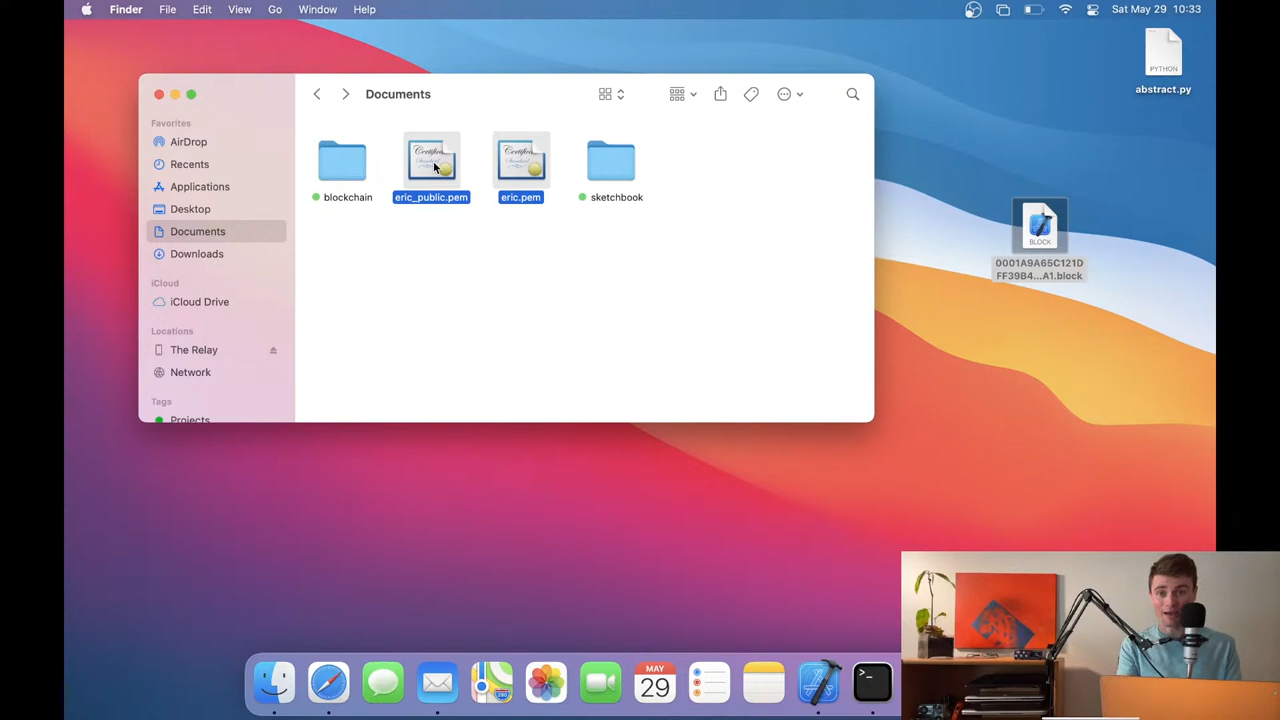 Finder File Edit View Go Window Help
Sat May 29 10:33
PYTHON
abstract.py
Documents
Favorites
AirDrop
Recents
Applications
Desktop
Documents
Downloads
iCloud
iCloud Drive
Locations
The Relay
Network
Tags
Projects
blockchain
eric_public.pem
eric.pem
sketchbook
BLOCK
0001A9A65C121D
FF39B4...A1.block
MAY
29
>_